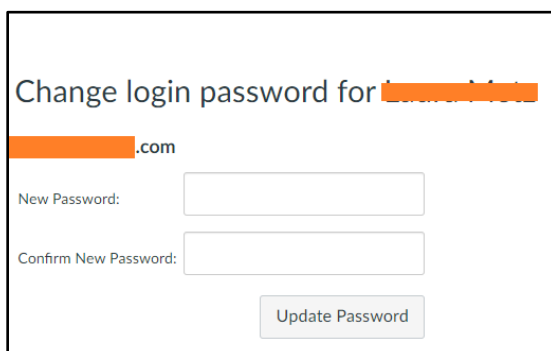 Change login password for
.com
New Password:
Confirm New Password:
Update Password